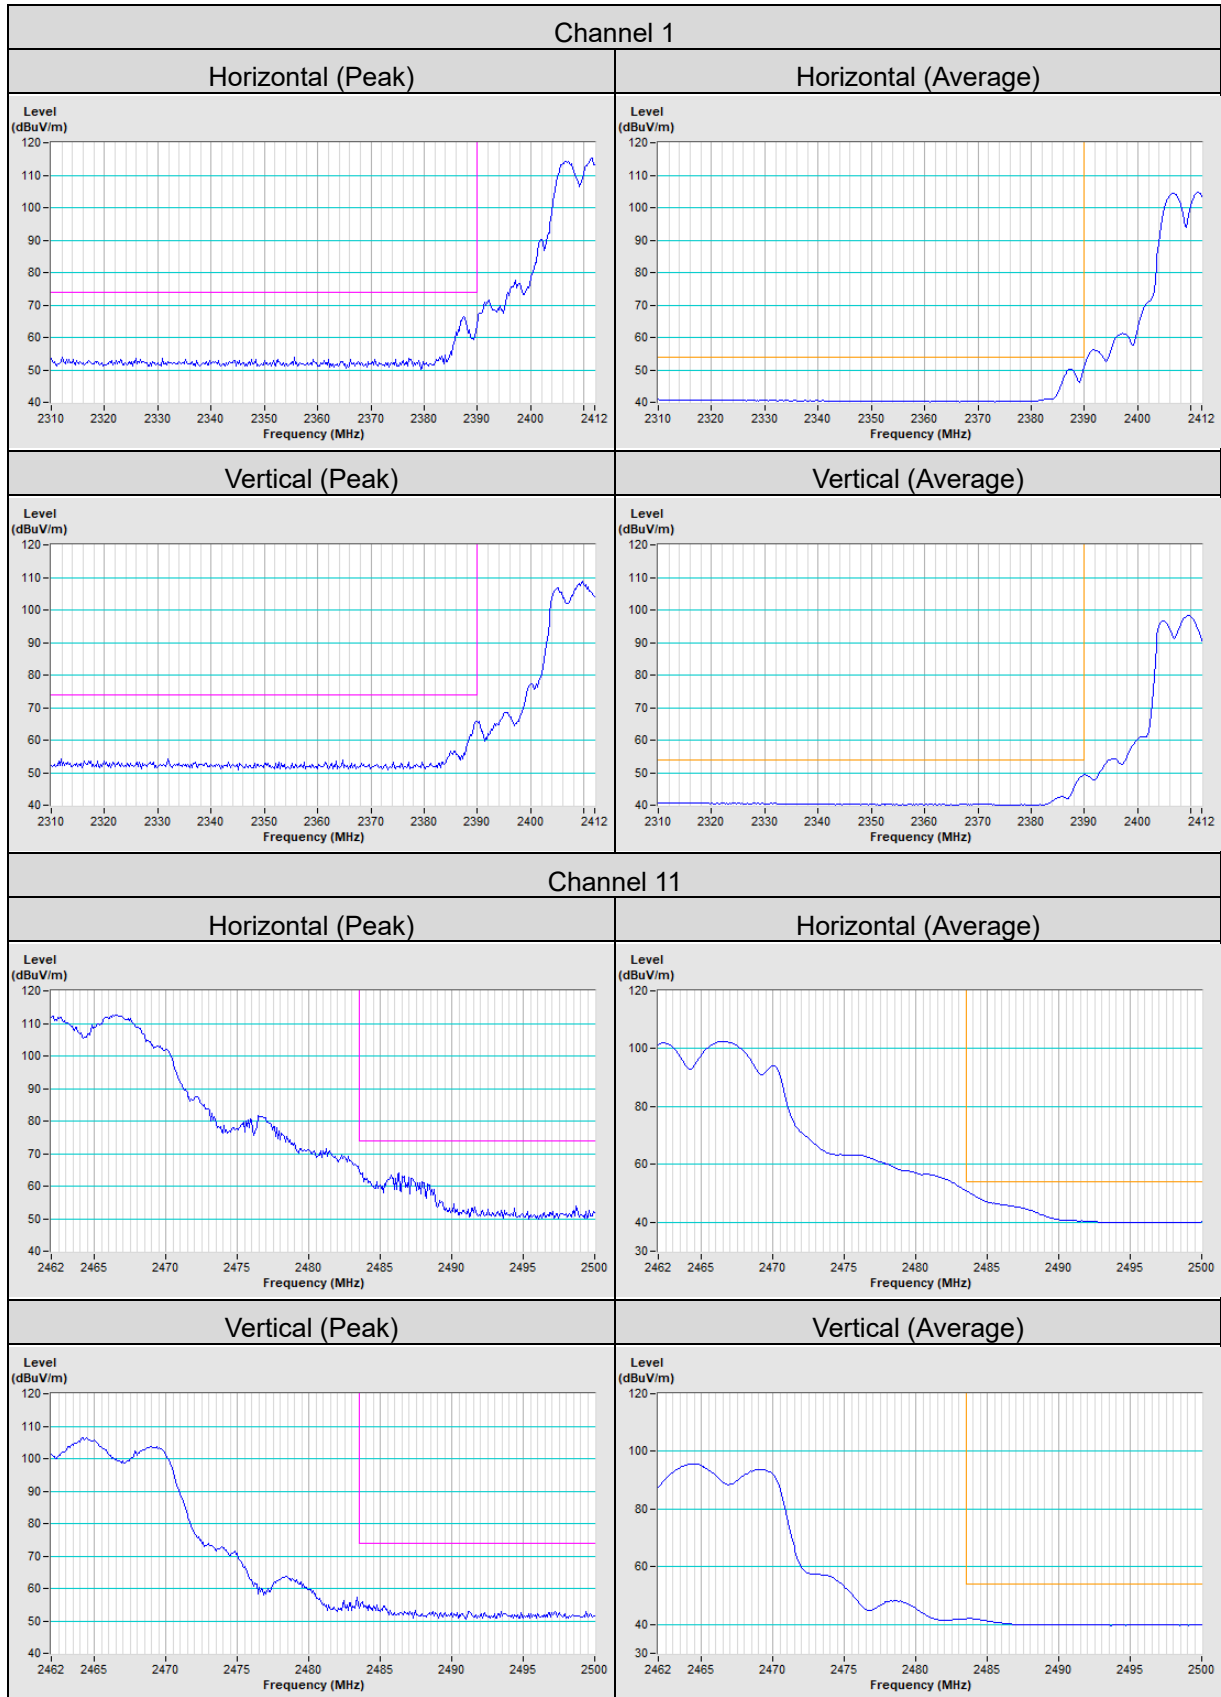 Channel 1
Horizontal (Peak)
Horizontal (Average)
Level
(dBuV/m)
120
110
100
90
80
70
60
50
40
2310 2320 2330 2340 2350 2360 2370 2380 2390 2400 2412
Frequency (MHz)
Level
(dBuV/m)
120
110
100
90
80
70
60
50
40
2310 2320 2330 2340 2350 2360 2370 2380 2390 2400 2412
Frequency (MHz)
Vertical (Peak)
Vertical (Average)
Level
(dBuV/m)
120
110
100
90
80
70
60
50
40
2310 2320 2330 2340 2350 2360 2370 2380 2390 2400 2412
Frequency (MHz)
Level
(dBuV/m)
120
110
100
90
80
70
60
50
40
2310 2320 2330 2340 2350 2360 2370 2380 2390 2400 2412
Frequency (MHz)
Channel 11
Horizontal (Peak)
Horizontal (Average)
Level
(dBuV/m)
120
110
100
90
80
70
60
50
40
2462 2465 2470 2475 2480 2485 2490 2495 2500
Frequency (MHz)
Level
(dBuV/m)
120
100
80
60
40
30
2462 2465 2470 2475 2480 2485 2490 2495 2500
Frequency (MHz)
Vertical (Peak)
Vertical (Average)
Level
(dBuV/m)
120
110
100
90
80
70
60
50
40
2462 2465 2470 2475 2480 2485 2490 2495 2500
Frequency (MHz)
Level
(dBuV/m)
120
100
80
60
40
30
2462 2465 2470 2475 2480 2485 2490 2495 2500
Frequency (MHz)